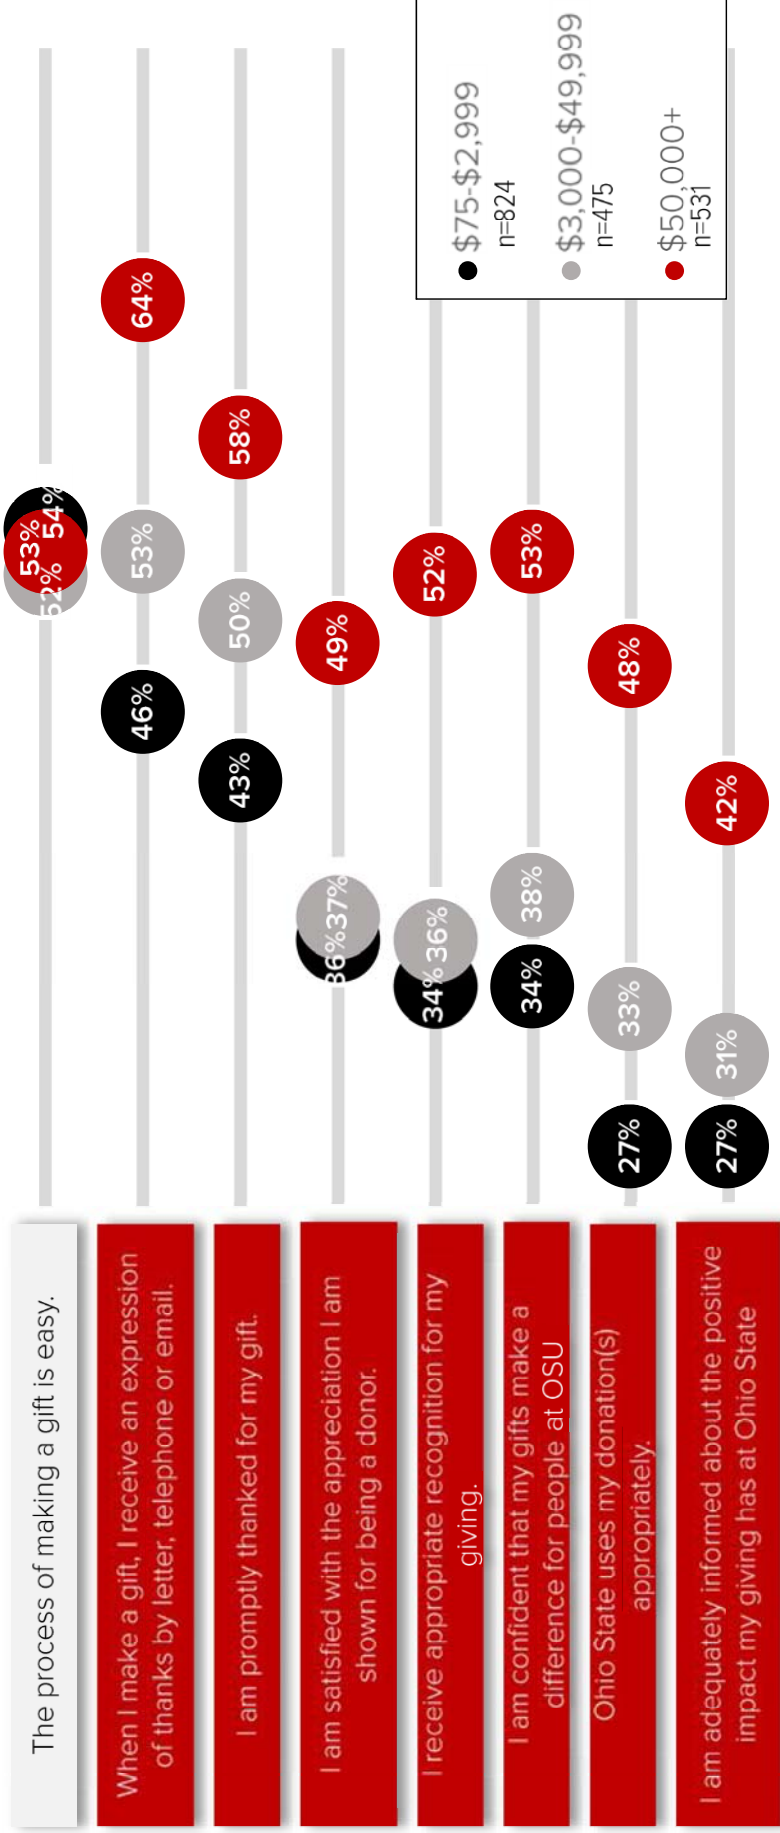 The process of making a gift is easy.
52%
53%
54%
When I make a gift, I receive an expression
of thanks by letter, telephone or email.
46%
53%
64%
I am promptly thanked for my gift.
43%
50%
58%
I am satisfied with the appreciation I am
shown for being a donor.
36%
37%
49%
I receive appropriate recognition for my
giving.
34%
36%
52%
I am confident that my gifts make a
difference for people at OSU
34%
38%
53%
Ohio State uses my donation(s)
appropriately.
27%
33%
48%
I am adequately informed about the positive
impact my giving has at Ohio State
27%
31%
42%
$75-$2,999
n=824
$3,000-$49,999
n=475
$50,000+
n=531